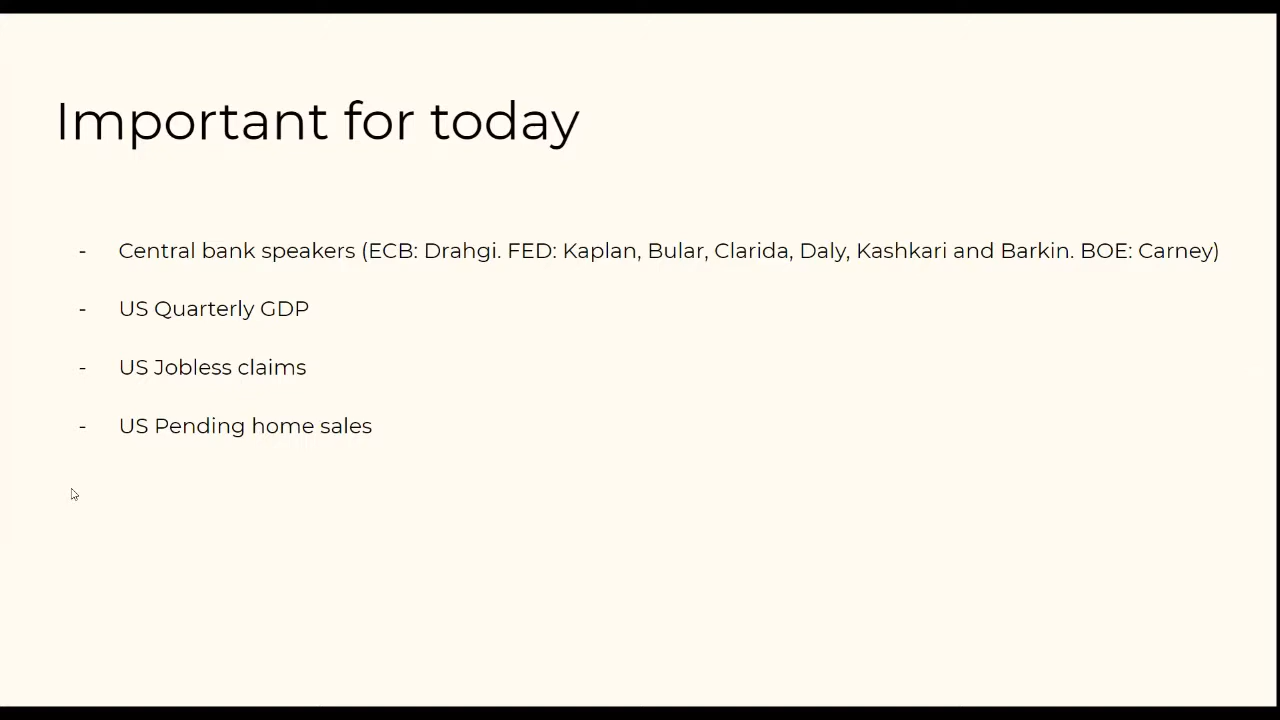 Important for today
- Central bank speakers (ECB: Drahgi. FED: Kaplan, Bular, Clarida, Daly, Kashkari and Barkin. BOE: Carney)
- US Quarterly GDP
- US Jobless claims
- US Pending home sales